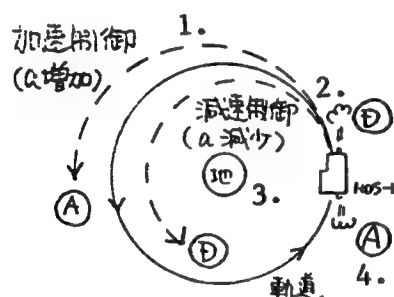 1.
加速制御
(a増加)
2.
D
減速制御
(a減少)
地
3.
MOS-1
A
D
A
4.
軌道